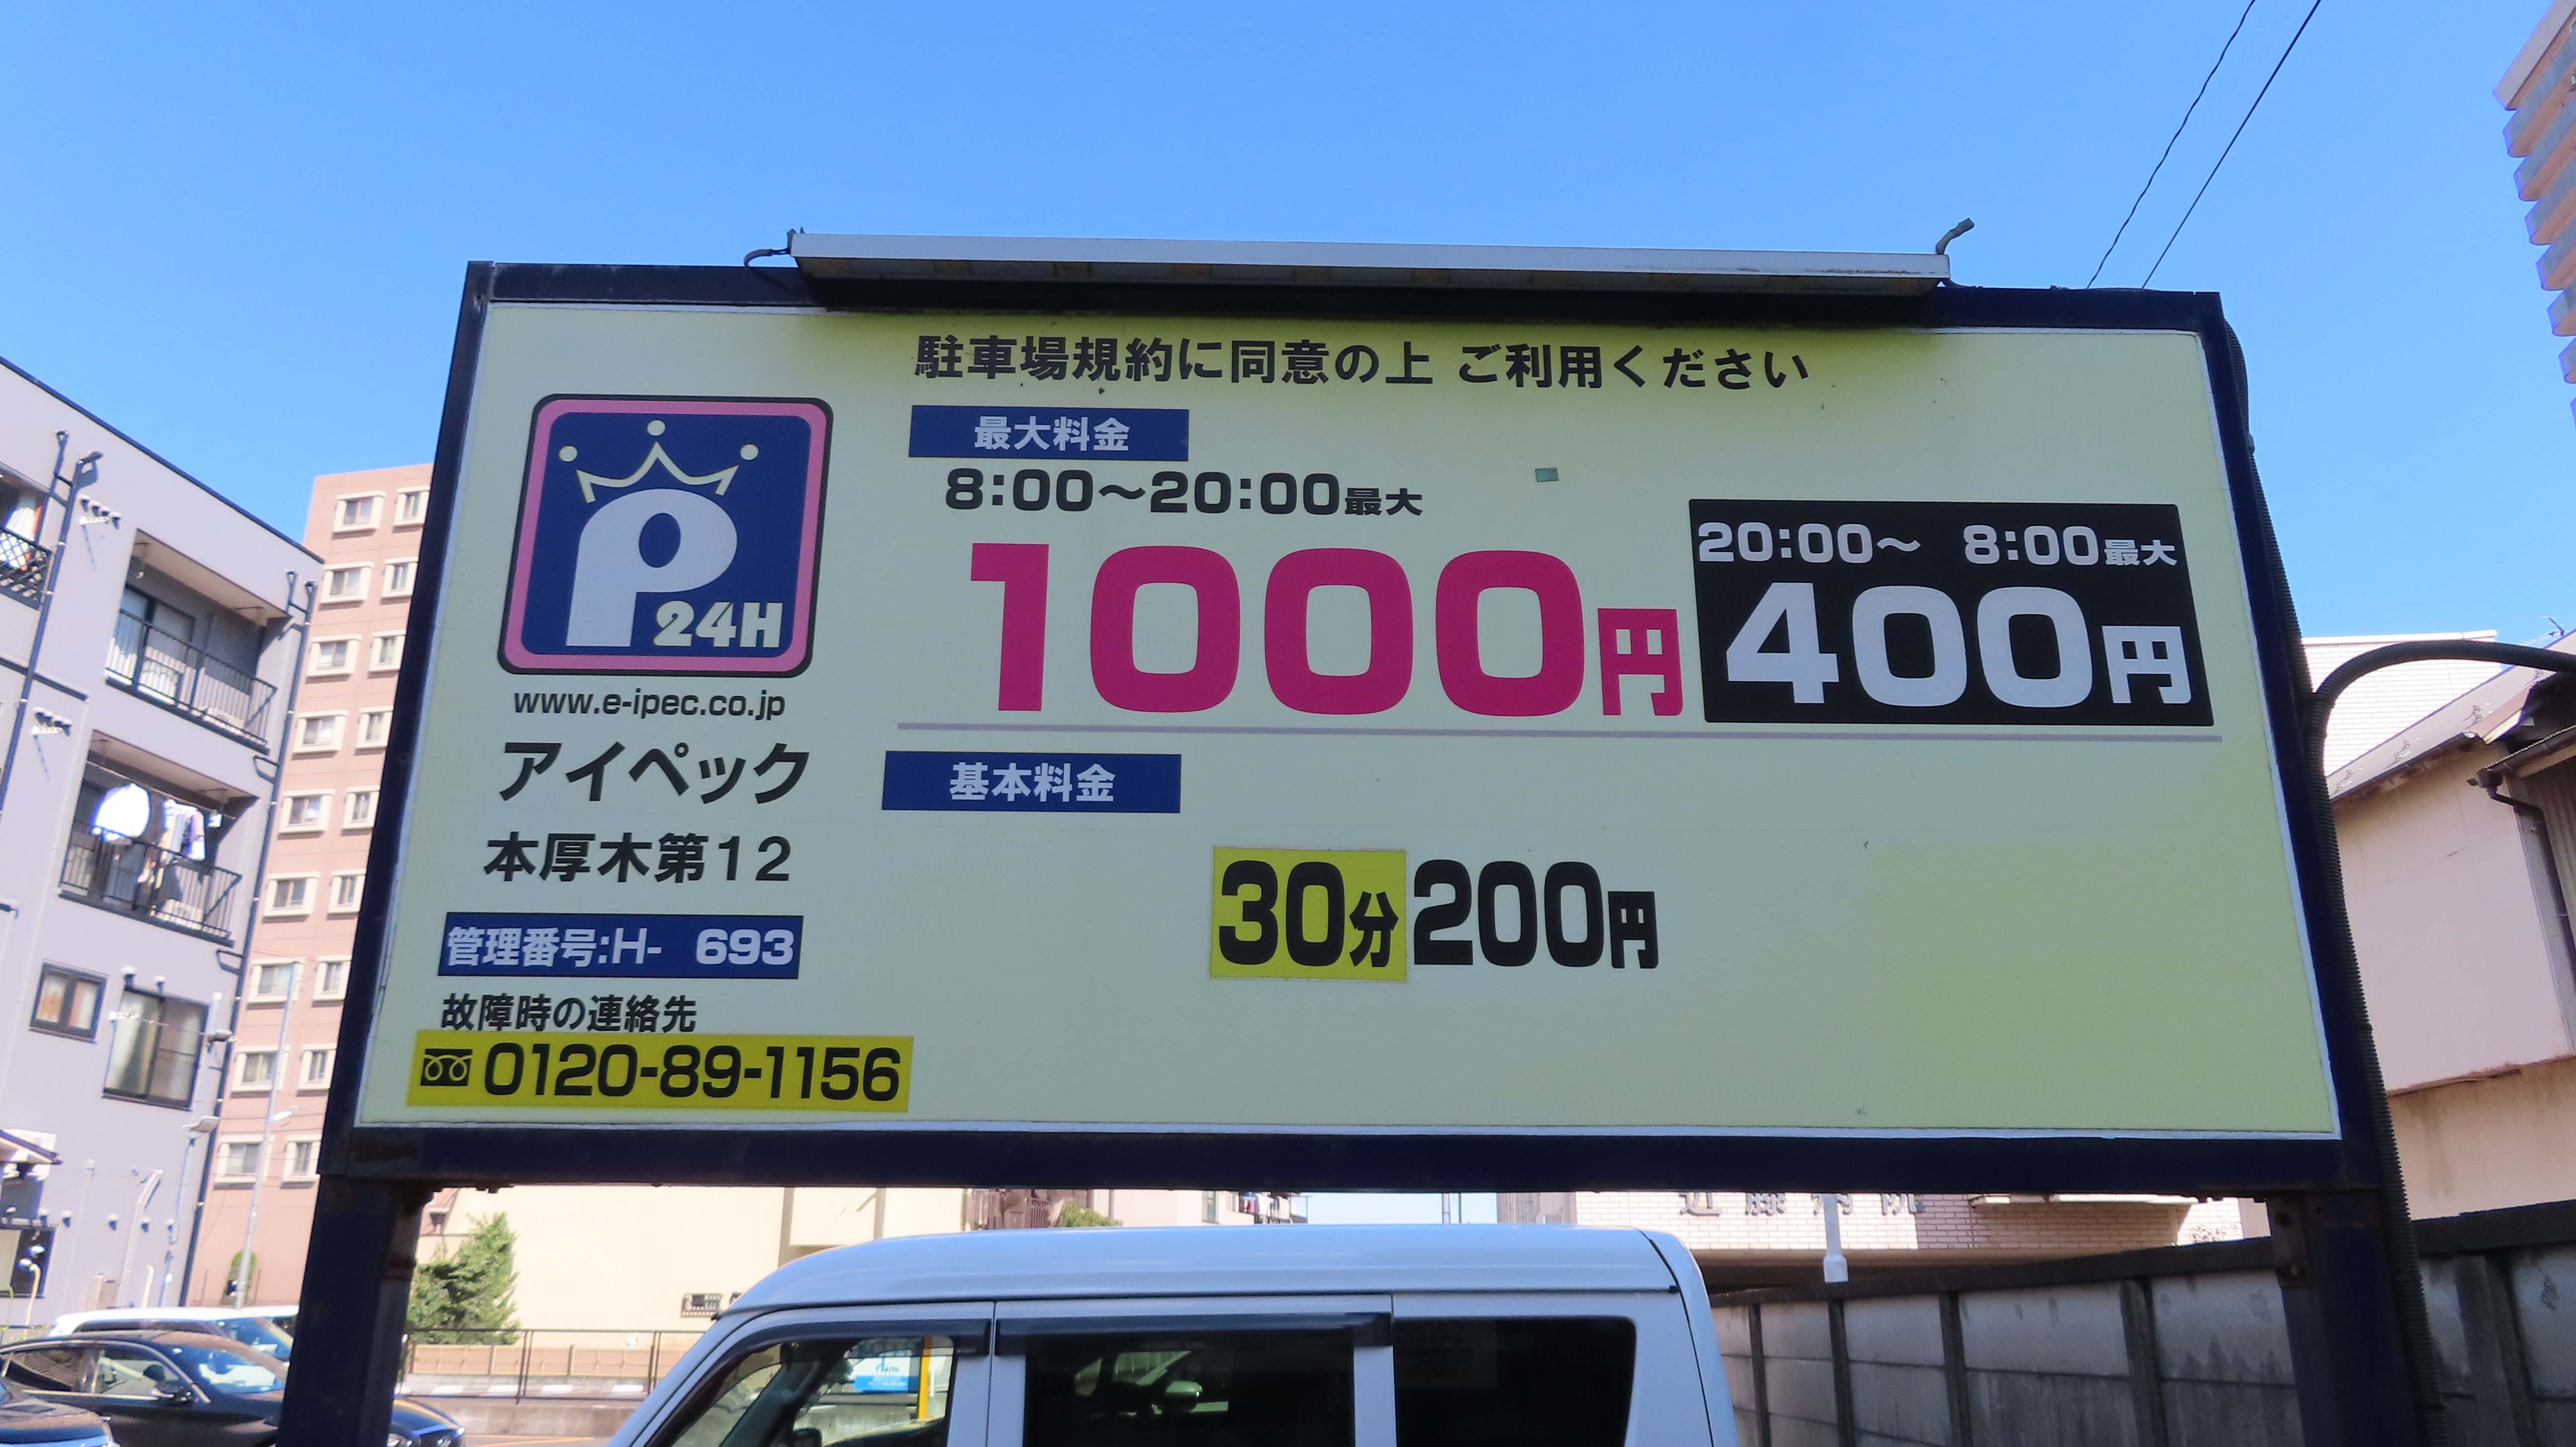 駐車場規約に同意の上 ご利用ください
最大料金
8:00～20:00最大
1000円
20:00～ 8:00最大
400円
P 24H
www.e-ipec.co.jp
アイペック
本厚木第12
管理番号:H- 693
故障時の連絡先
0120-89-1156
基本料金
30分200円